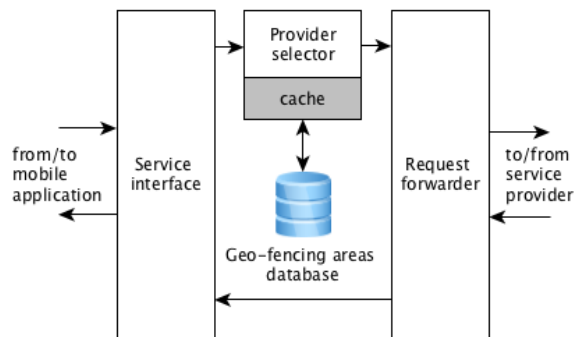 Provider
selector
cache
from/to
mobile
application
Service
interface
Request
forwarder
to/from
service
provider
Geo-fencing areas
database